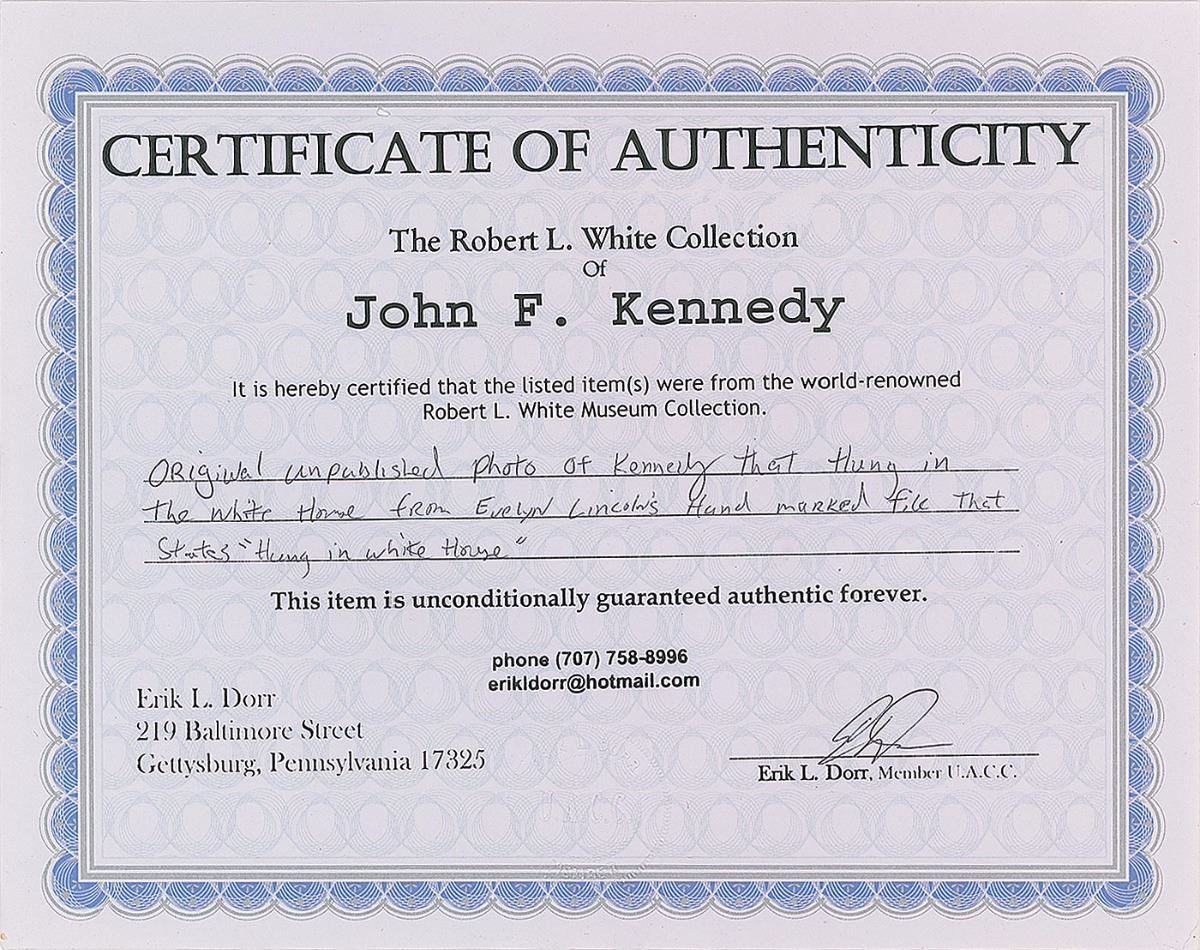 CERTIFICATE OF AUTHENTICITY
The Robert L. White Collection
Of
John F. Kennedy
It is hereby certified that the listed item(s) were from the world-renowned
Robert L. White Museum Collection.
Original unpublished photo of Kennedy that Hung in
the White House from Evelyn Lincoln's Hand marked file that
States "Hung in white House"
This item is unconditionally guaranteed authentic forever.
phone (707) 758-8996
erikldorr@hotmail.com
Erik L. Dorr
219 Baltimore Street
Gettysburg, Pennsylvania 17325
Erik L. Dorr, Member U.A.C.C.
U.A.C.C.